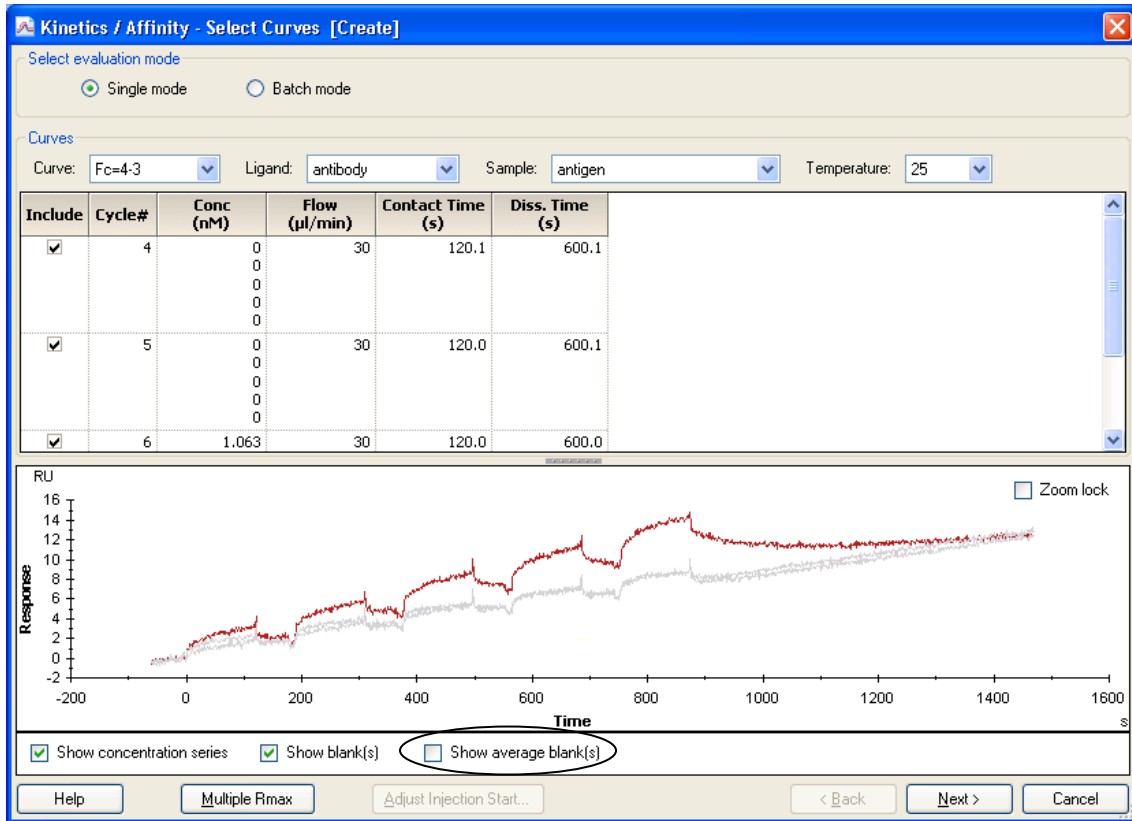 Kinetics / Affinity - Select Curves [Create]
Select evaluation mode
Single mode Batch mode
Curves
Curve: Fc=4-3 Ligand: antibody Sample: antigen Temperature: 25
Include Cycle# Conc (nM) Flow (µl/min) Contact Time (s) Diss. Time (s)
4 0 30 120.1 600.1
0
0
0
0
5 0 30 120.0 600.1
0
0
0
0
6 1.063 30 120.0 600.0
RU
Zoom lock
16
14
12
10
8
6
4
2
0
-2
Response
-200 0 200 400 600 800 1000 1200 1400 1600
Time s
Show concentration series Show blank(s) Show average blank(s)
Help Multiple Rmax Adjust Injection Start... < Back Next > Cancel